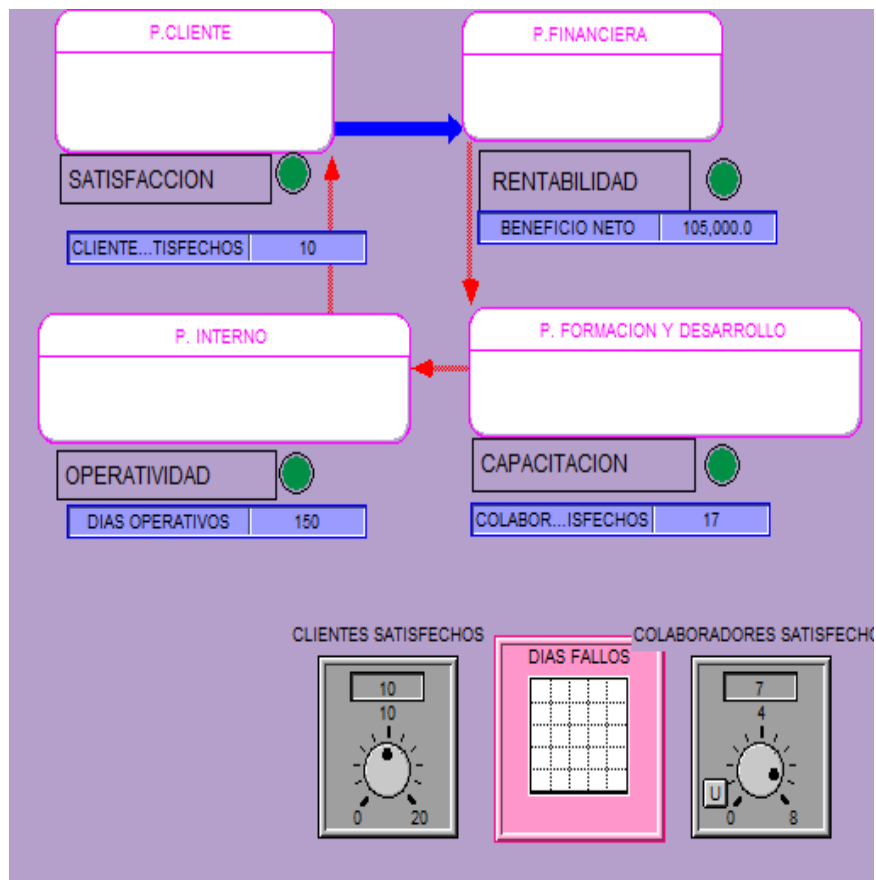 P.CLIENTE
P.FINANCIERA
SATISFACCION
RENTABILIDAD
CLIENTE...TISFECHOS 10
BENEFICIO NETO 105,000.0
P. INTERNO
P. FORMACION Y DESARROLLO
OPERATIVIDAD
CAPACITACION
DIAS OPERATIVOS 150
COLABOR...ISFECHOS 17
CLIENTES SATISFECHOS
10
10
0 20
DIAS FALLOS
COLABORADORES SATISFECHO
7
4
U
0 8